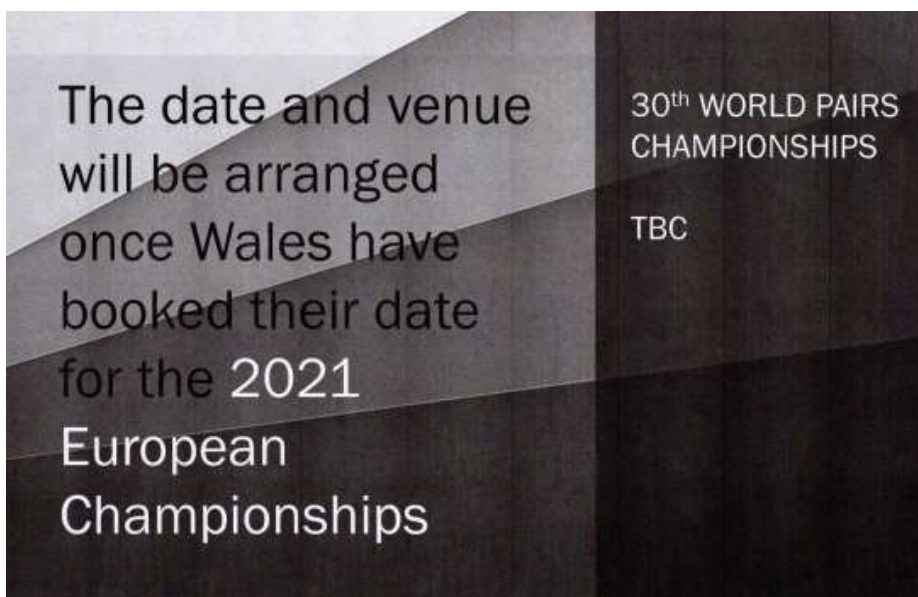 The date and venue
will be arranged
once Wales have
booked their date
for the 2021
European
Championships
30th WORLD PAIRS
CHAMPIONSHIPS
TBC